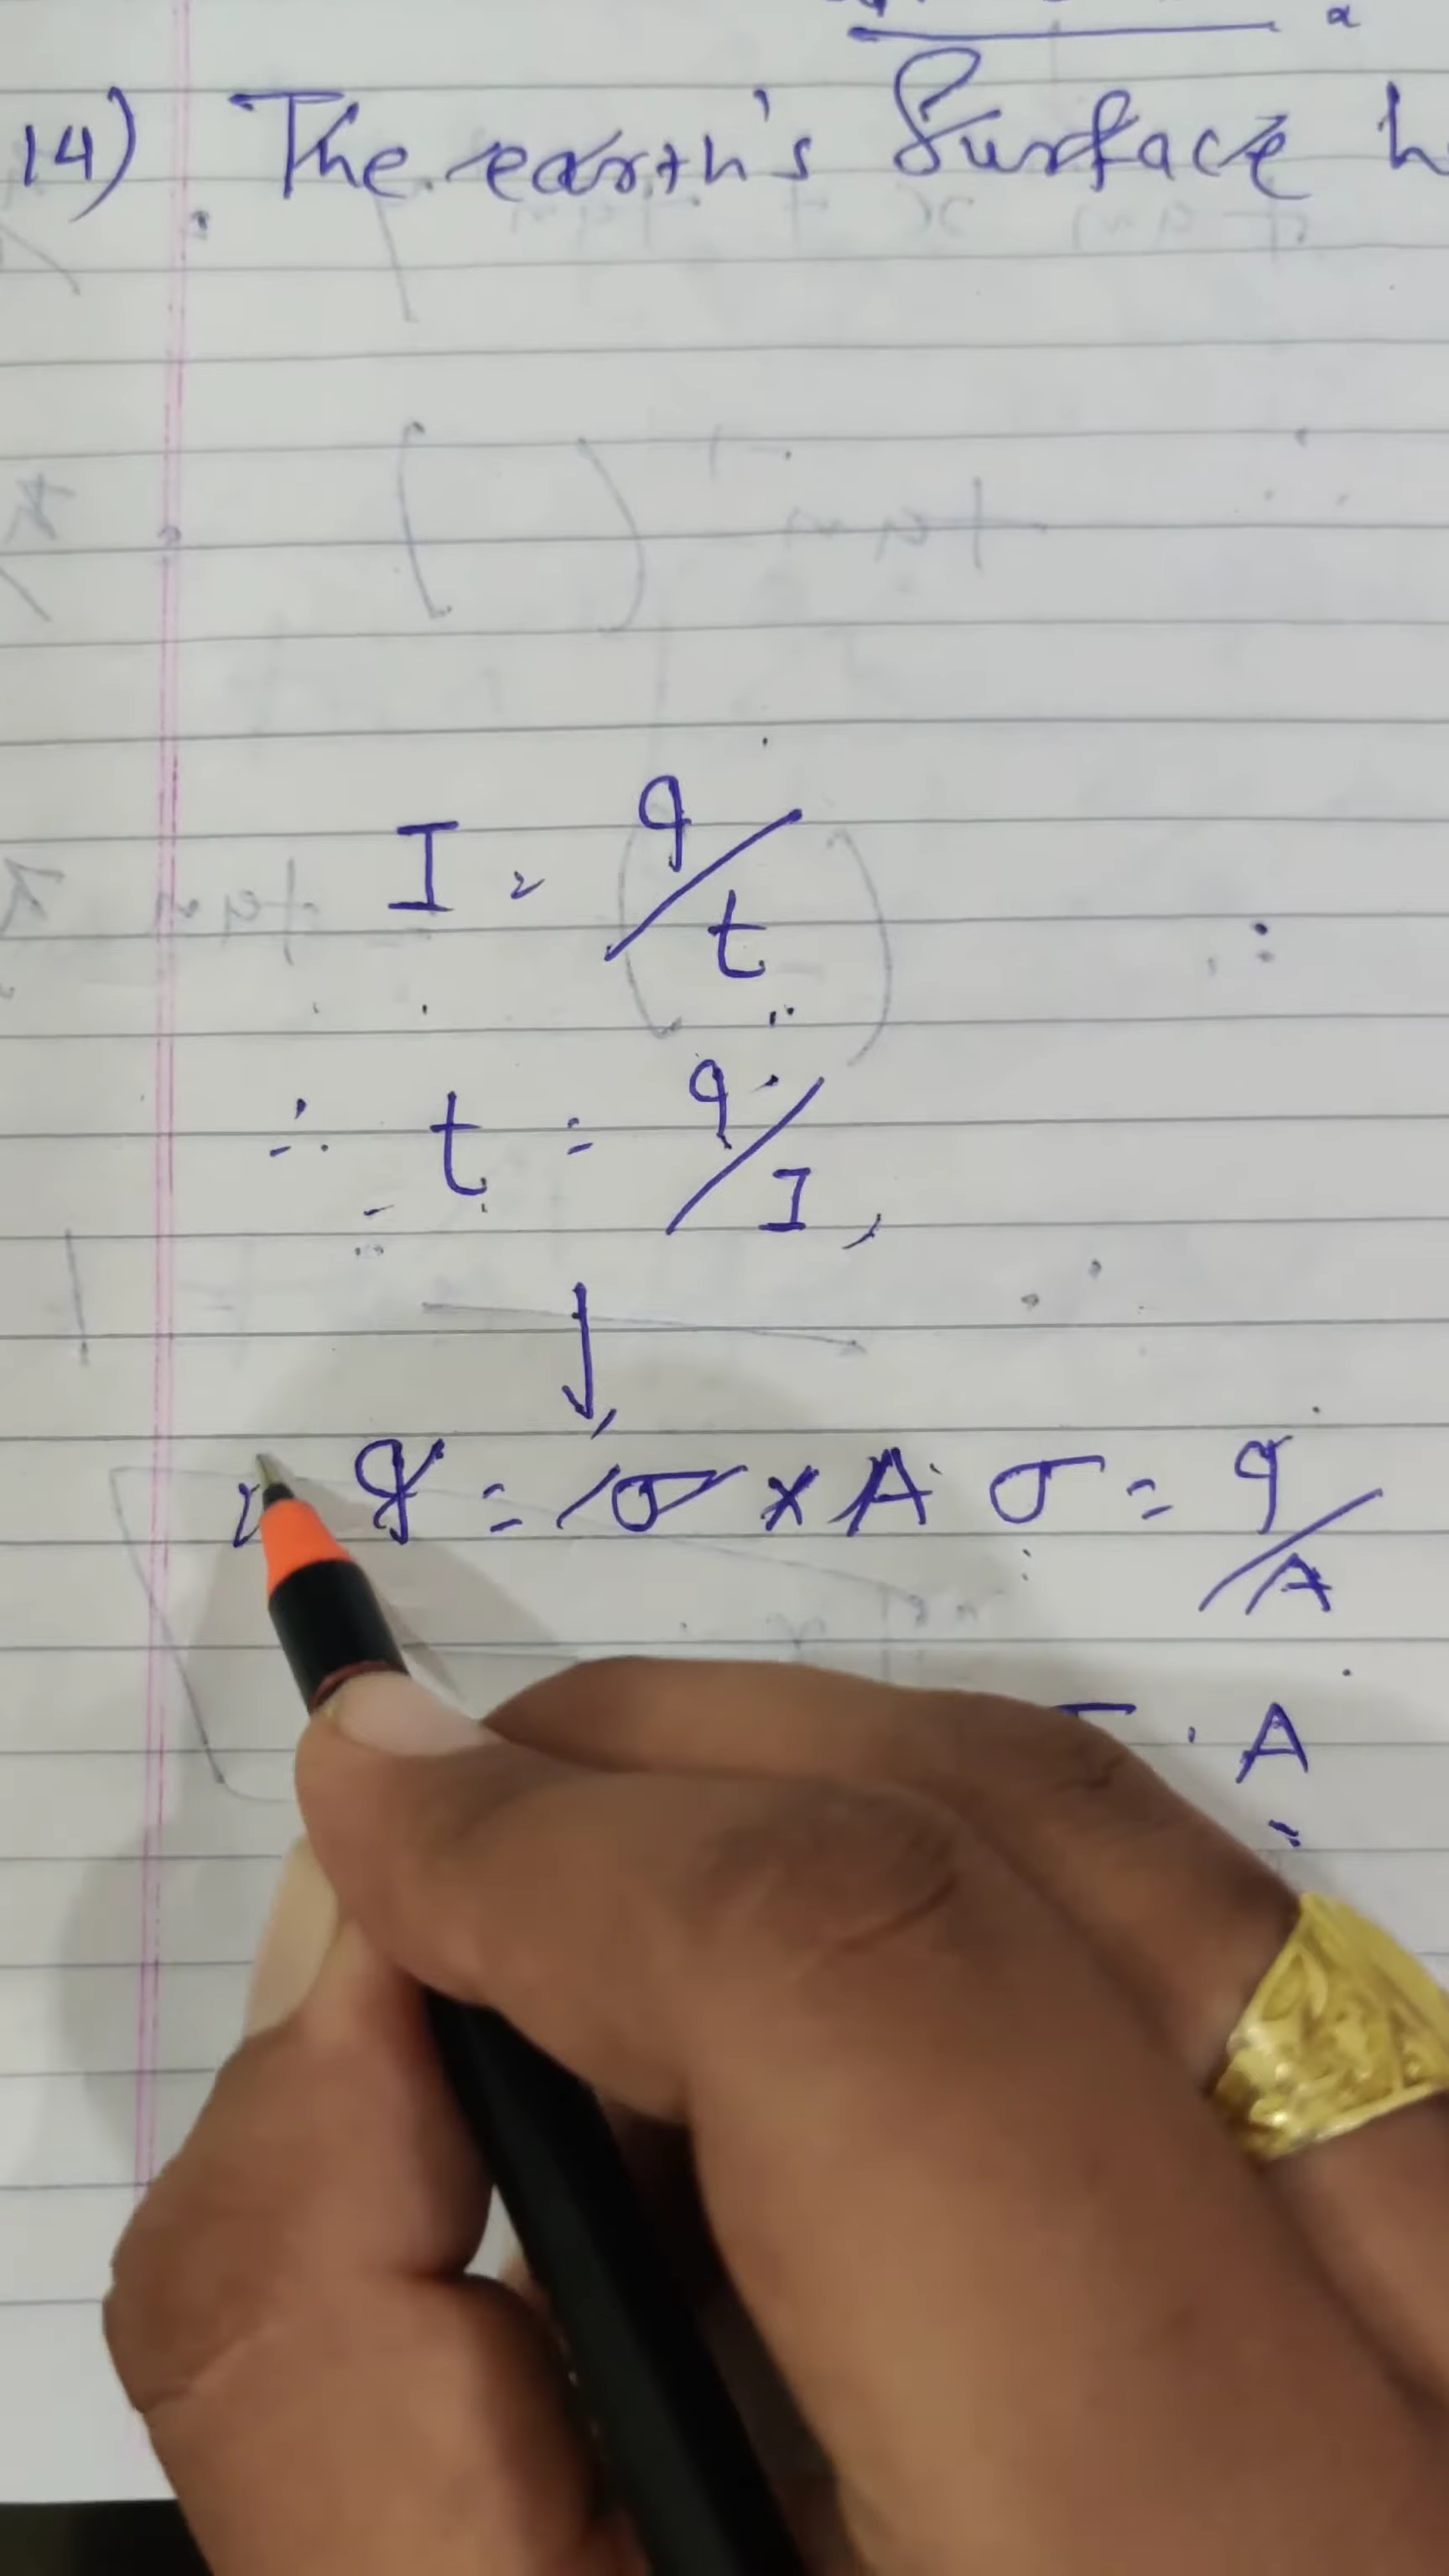 14) The earth's Surface h
I = q/t
∴ t = q/I,
q = σ × A σ = q/A
A